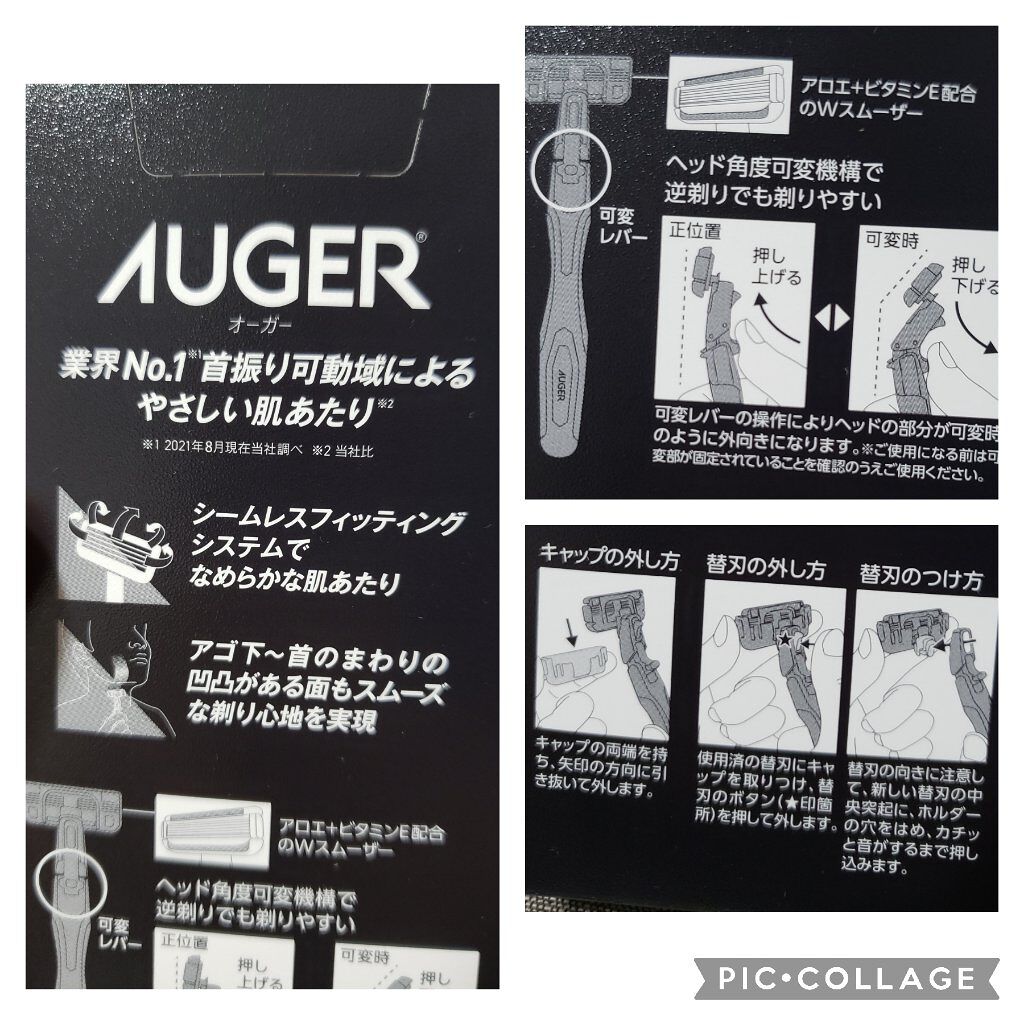 AUGER®
オーガー
業界No.1※1首振り可動域による
やさしい肌あたり※2
※1 2021年8月現在当社調べ ※2 当社比
シームレスフィッティング
システムで
なめらかな肌あたり
アゴ下～首のまわりの
凹凸がある面もスムーズ
な剃り心地を実現
アロエ+ビタミンE配合
のWスムーザー
ヘッド角度可変機構で
逆剃りでも剃りやすい
可変
レバー
正位置
押し
上げる
可変時
押し
アロエ+ビタミンE配合
のWスムーザー
ヘッド角度可変機構で
逆剃りでも剃りやすい
可変
レバー
正位置
押し
上げる
可変時
押し
下げる
AUGER
可変レバーの操作によりヘッドの部分が可変時
のように外向きになります。※ご使用になる前は可
変部が固定されていることを確認のうえご使用ください。
キャップの外し方
キャップの両端を持
ち、矢印の方向に引
き抜いて外します。
替刃の外し方
★
使用済の替刃にキャ
ップを取りつけ、替
刃のボタン(★印箇
所)を押して外します。
替刃のつけ方
替刃の向きに注意し
て、新しい替刃の中
央突起に、ホルダー
の穴をはめ、カチッ
と音がするまで押し
込みます。
PIC•COLLAGE